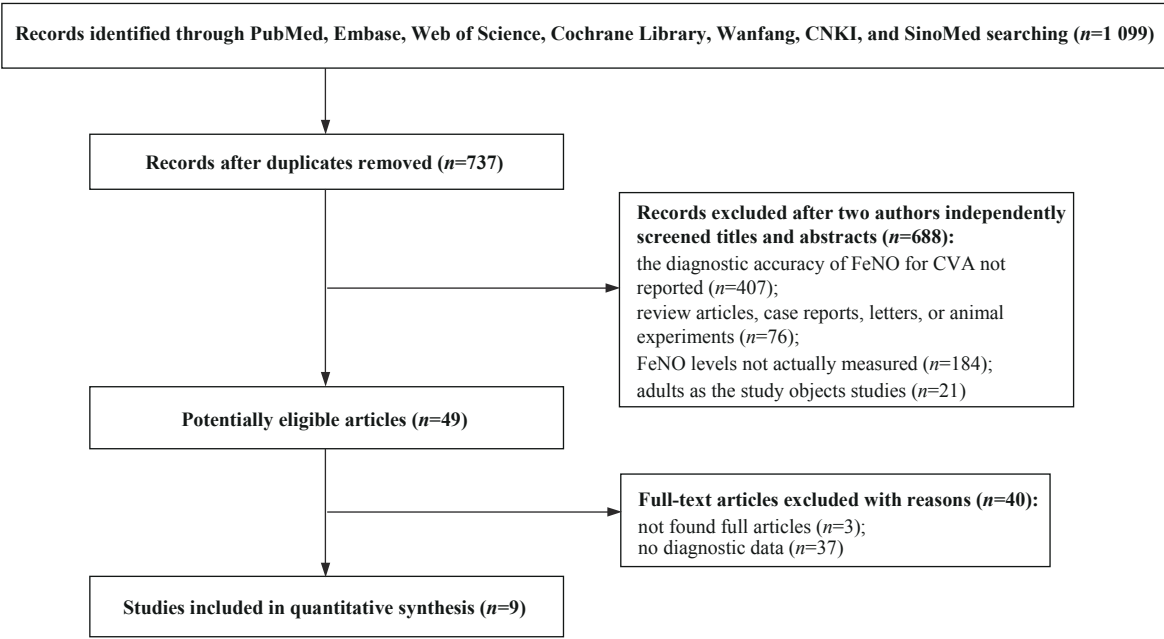 Records identified through PubMed, Embase, Web of Science, Cochrane Library, Wanfang, CNKI, and SinoMed searching (n=1 099)
Records after duplicates removed (n=737)
Records excluded after two authors independently
screened titles and abstracts (n=688):
the diagnostic accuracy of FeNO for CVA not
reported (n=407);
review articles, case reports, letters, or animal
experiments (n=76);
FeNO levels not actually measured (n=184);
adults as the study objects studies (n=21)
Potentially eligible articles (n=49)
Full-text articles excluded with reasons (n=40):
not found full articles (n=3);
no diagnostic data (n=37)
Studies included in quantitative synthesis (n=9)